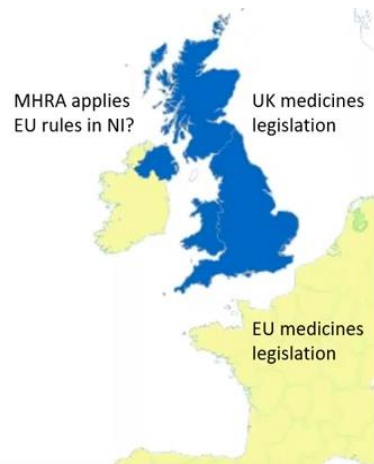 MHRA applies
EU rules in NI?
UK medicines
legislation
EU medicines
legislation